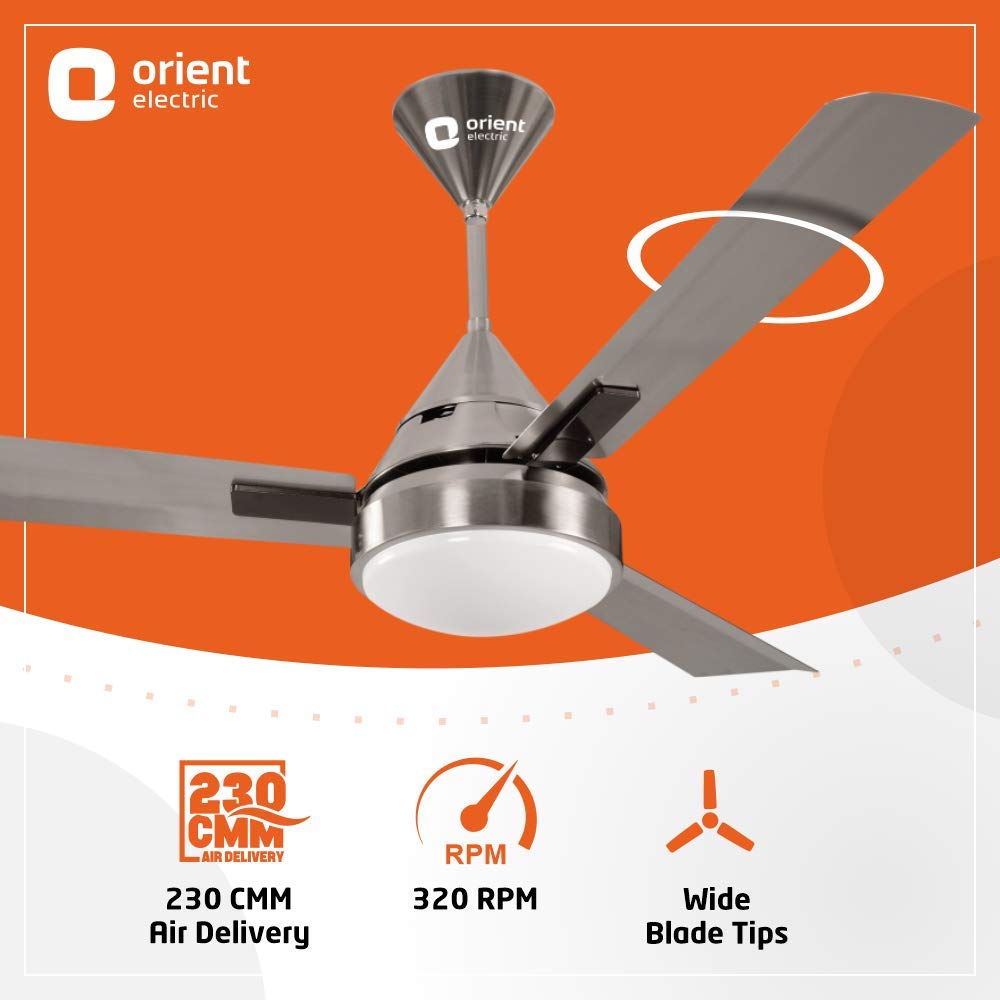 orient
electric
orient
electric
230
CMM
AIR DELIVERY
RPM
230 CMM
Air Delivery
320 RPM
Wide
Blade Tips